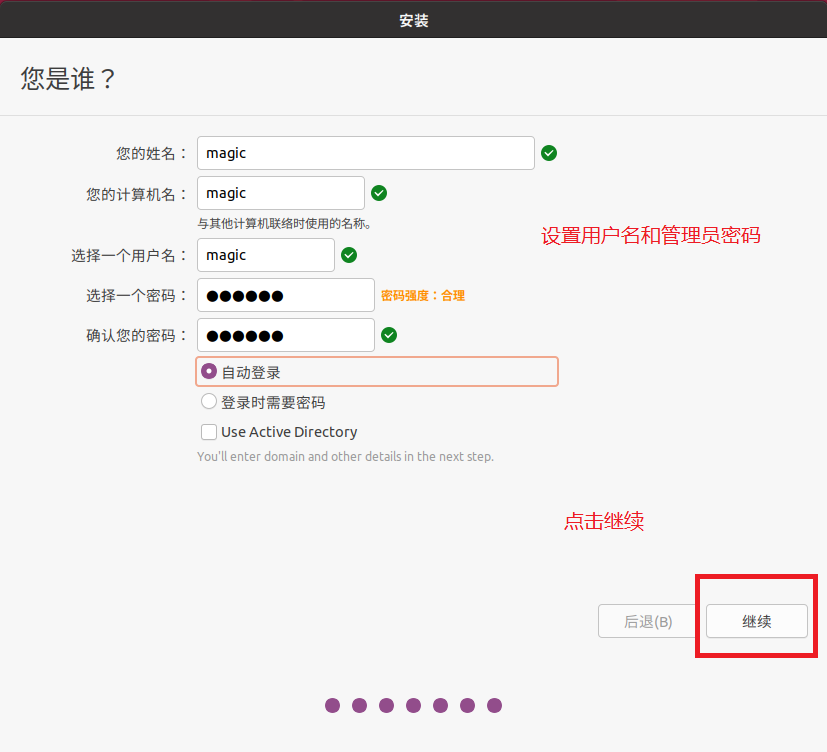 安装
您是谁？
您的姓名： magic
您的计算机名： magic
与其他计算机联络时使用的名称。
设置用户名和管理员密码
选择一个用户名： magic
选择一个密码： ●●●●●● 密码强度：合理
确认您的密码： ●●●●●●
自动登录
登录时需要密码
Use Active Directory
You'll enter domain and other details in the next step.
点击继续
后退(B) 继续